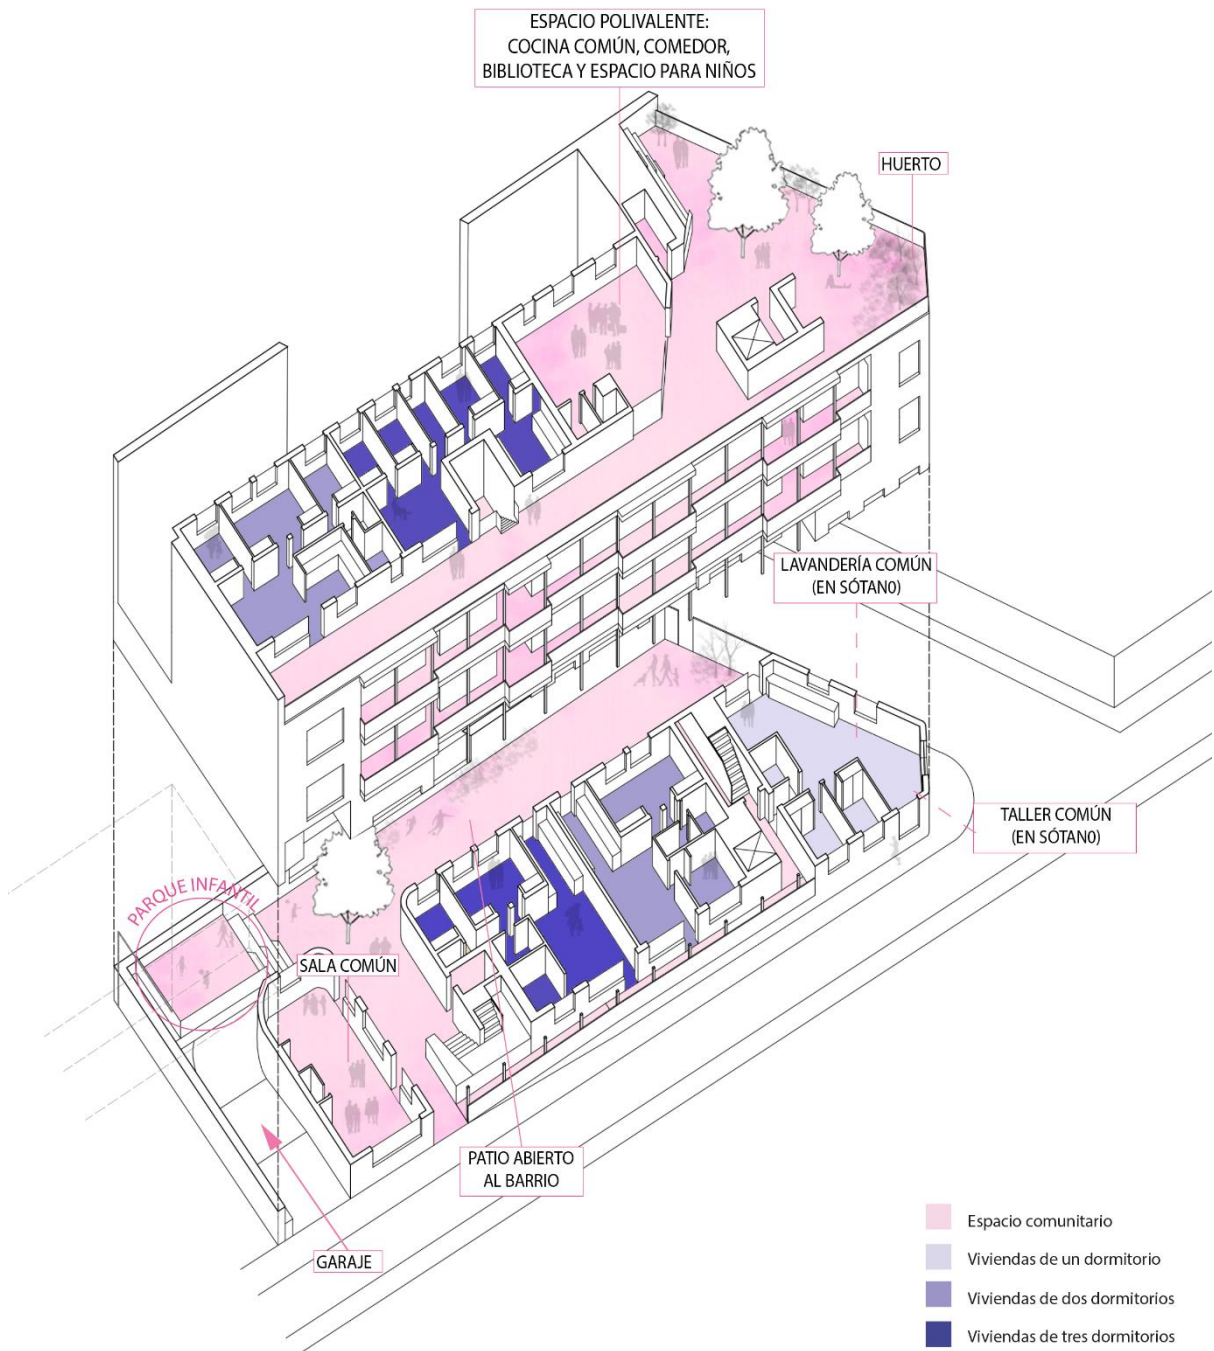 ESPACIO POLIVALENTE:
COCINA COMÚN, COMEDOR,
BIBLIOTECA Y ESPACIO PARA NIÑOS
HUERTO
LAVANDERÍA COMÚN
(EN SÓTAN0)
TALLER COMÚN
(EN SÓTAN0)
PARQUE INFANTIL
SALA COMÚN
PATIO ABIERTO
AL BARRIO
GARAJE
Espacio comunitario
Viviendas de un dormitorio
Viviendas de dos dormitorios
Viviendas de tres dormitorios